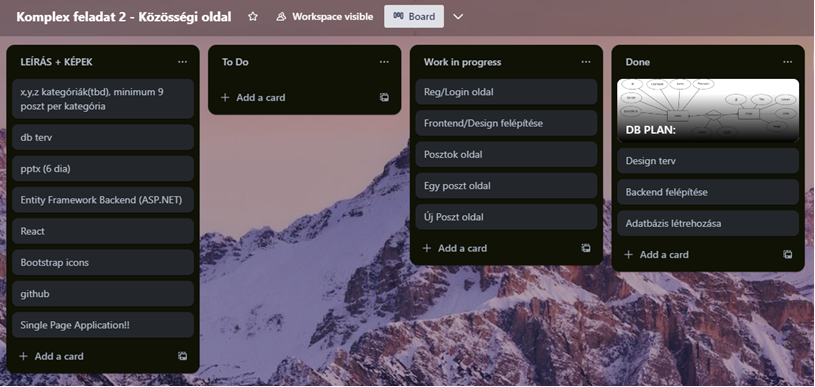 Komplex feladat 2 - Közösségi oldal
Workspace visible
Board
LEÍRÁS + KÉPEK
x,y,z kategóriák(tbd), minimum 9
poszt per kategória
db terv
pptx (6 dia)
Entity Framework Backend (ASP.NET)
React
Bootstrap icons
github
Single Page Application!!
+ Add a card
To Do
+ Add a card
Work in progress
Reg/Login oldal
Frontend/Design felépítése
Posztok oldal
Egy poszt oldal
Új Poszt oldal
+ Add a card
Done
DB PLAN:
Design terv
Backend felépítése
Adatbázis létrehozása
+ Add a card